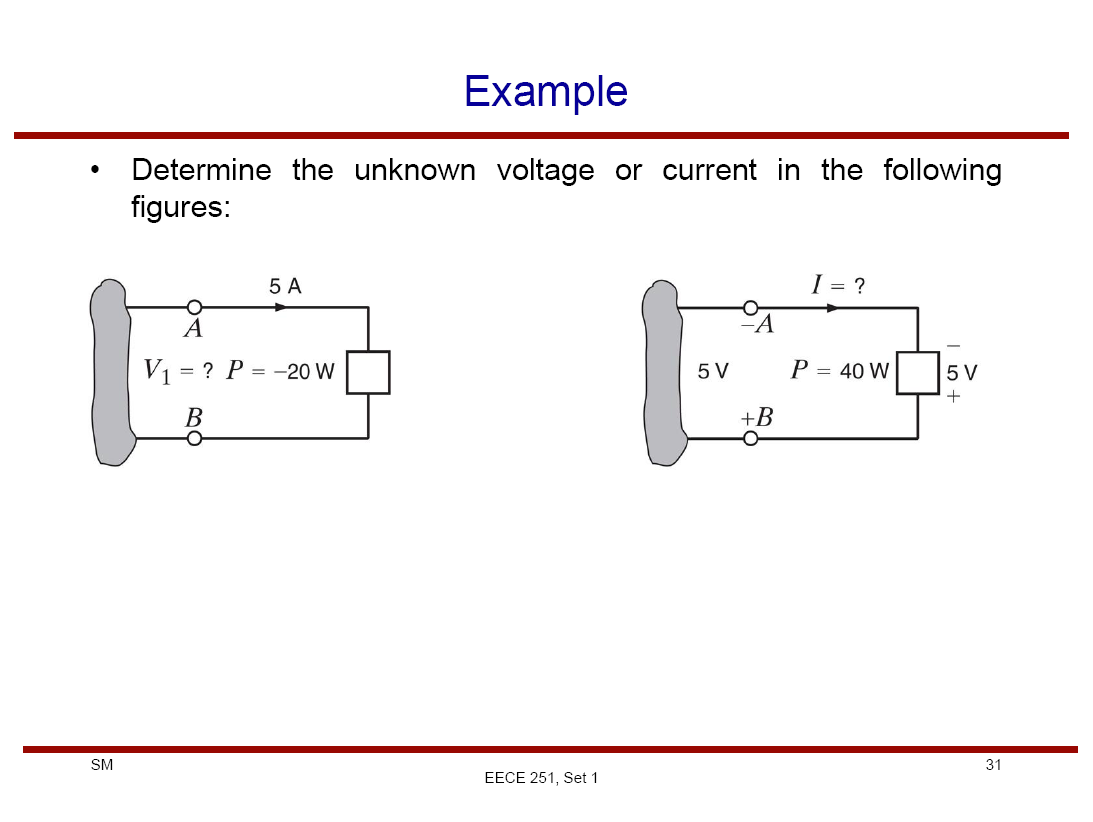 Example
• Determine the unknown voltage or current in the following
figures:
5 A
A
V₁ = ? P = −20 W
B
I = ?
−A
5 V P = 40 W
−
5 V
+
+B
SM
EECE 251, Set 1
31